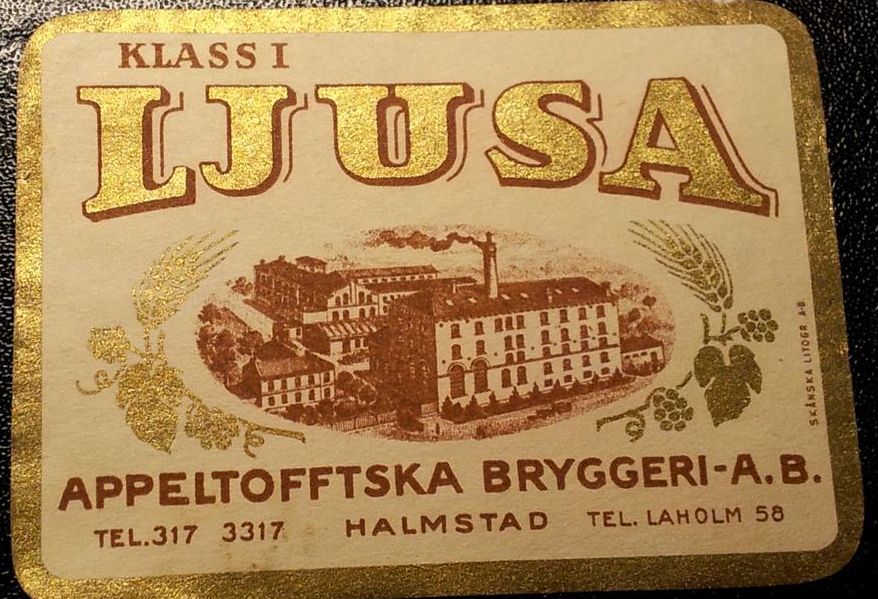 KLASS I
LJUSA
SKÅNSKA LITOGR A-B.
APPELTOFFTSKA BRYGGERI-A.B.
TEL.317 3317 HALMSTAD TEL. LAHOLM 58